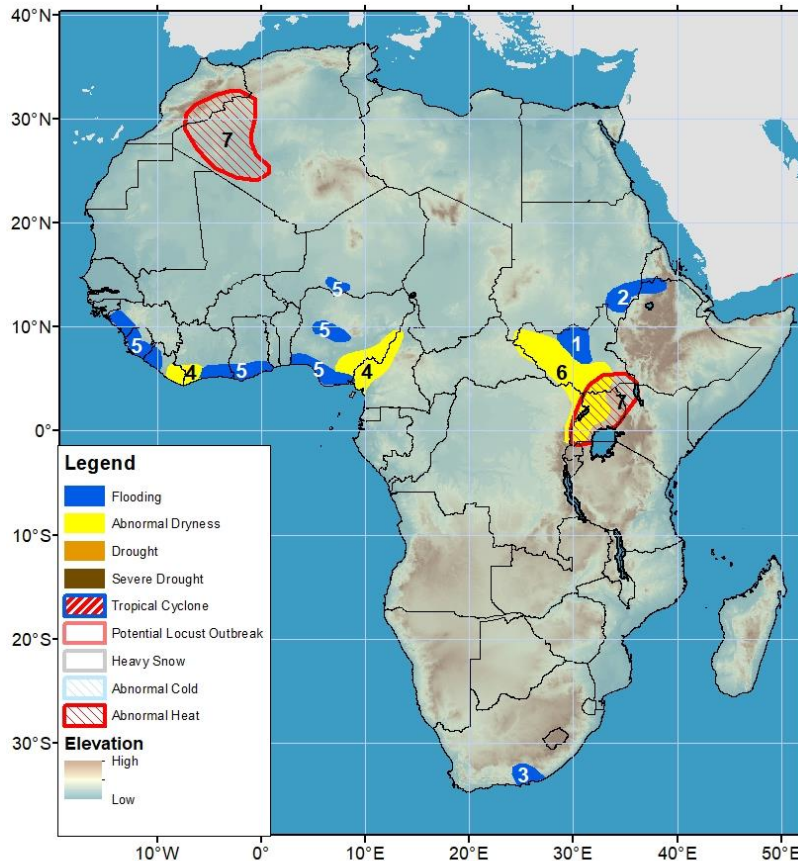 40°N
30°N
7
20°N
5
2
10°N
5
1
5
4
5
5
4
6
7
0°
Legend
Flooding
Abnormal Dryness
Drought
Severe Drought
Tropical Cyclone
Potential Locust Outbreak
Heavy Snow
Abnormal Cold
Abnormal Heat
Elevation
High
Low
10°S
20°S
30°S
3
10°W
0°
10°E
20°E
30°E
40°E
50°E